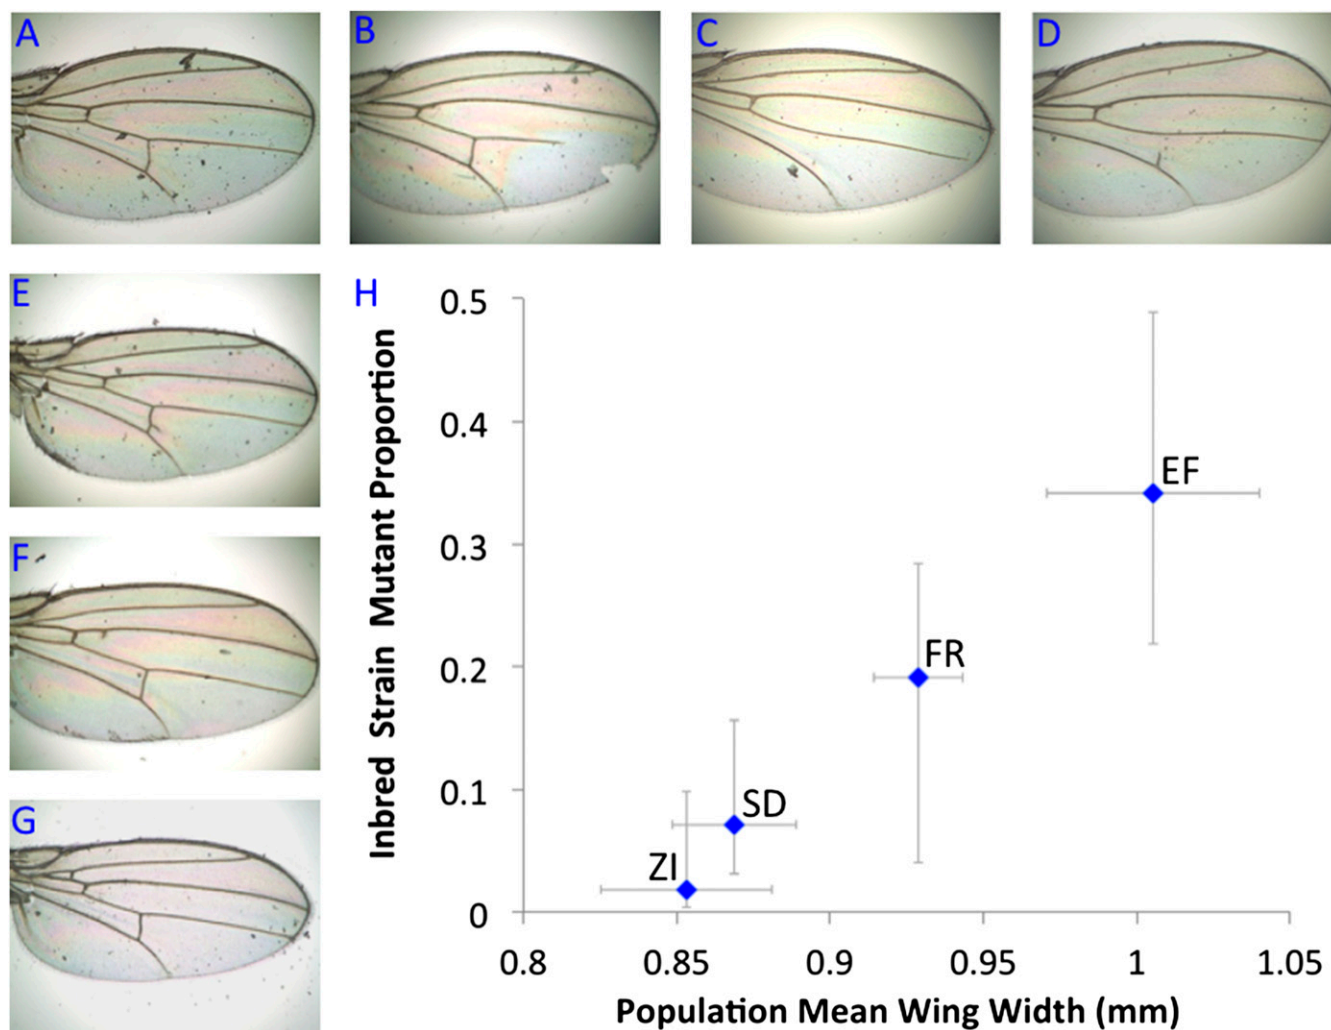 A
B
C
D
E
F
G
H
Inbred Strain Mutant Proportion
0.5
0.4
0.3
0.2
0.1
0
EF
FR
SD
ZI
0.8
0.85
0.9
0.95
1
1.05
Population Mean Wing Width (mm)